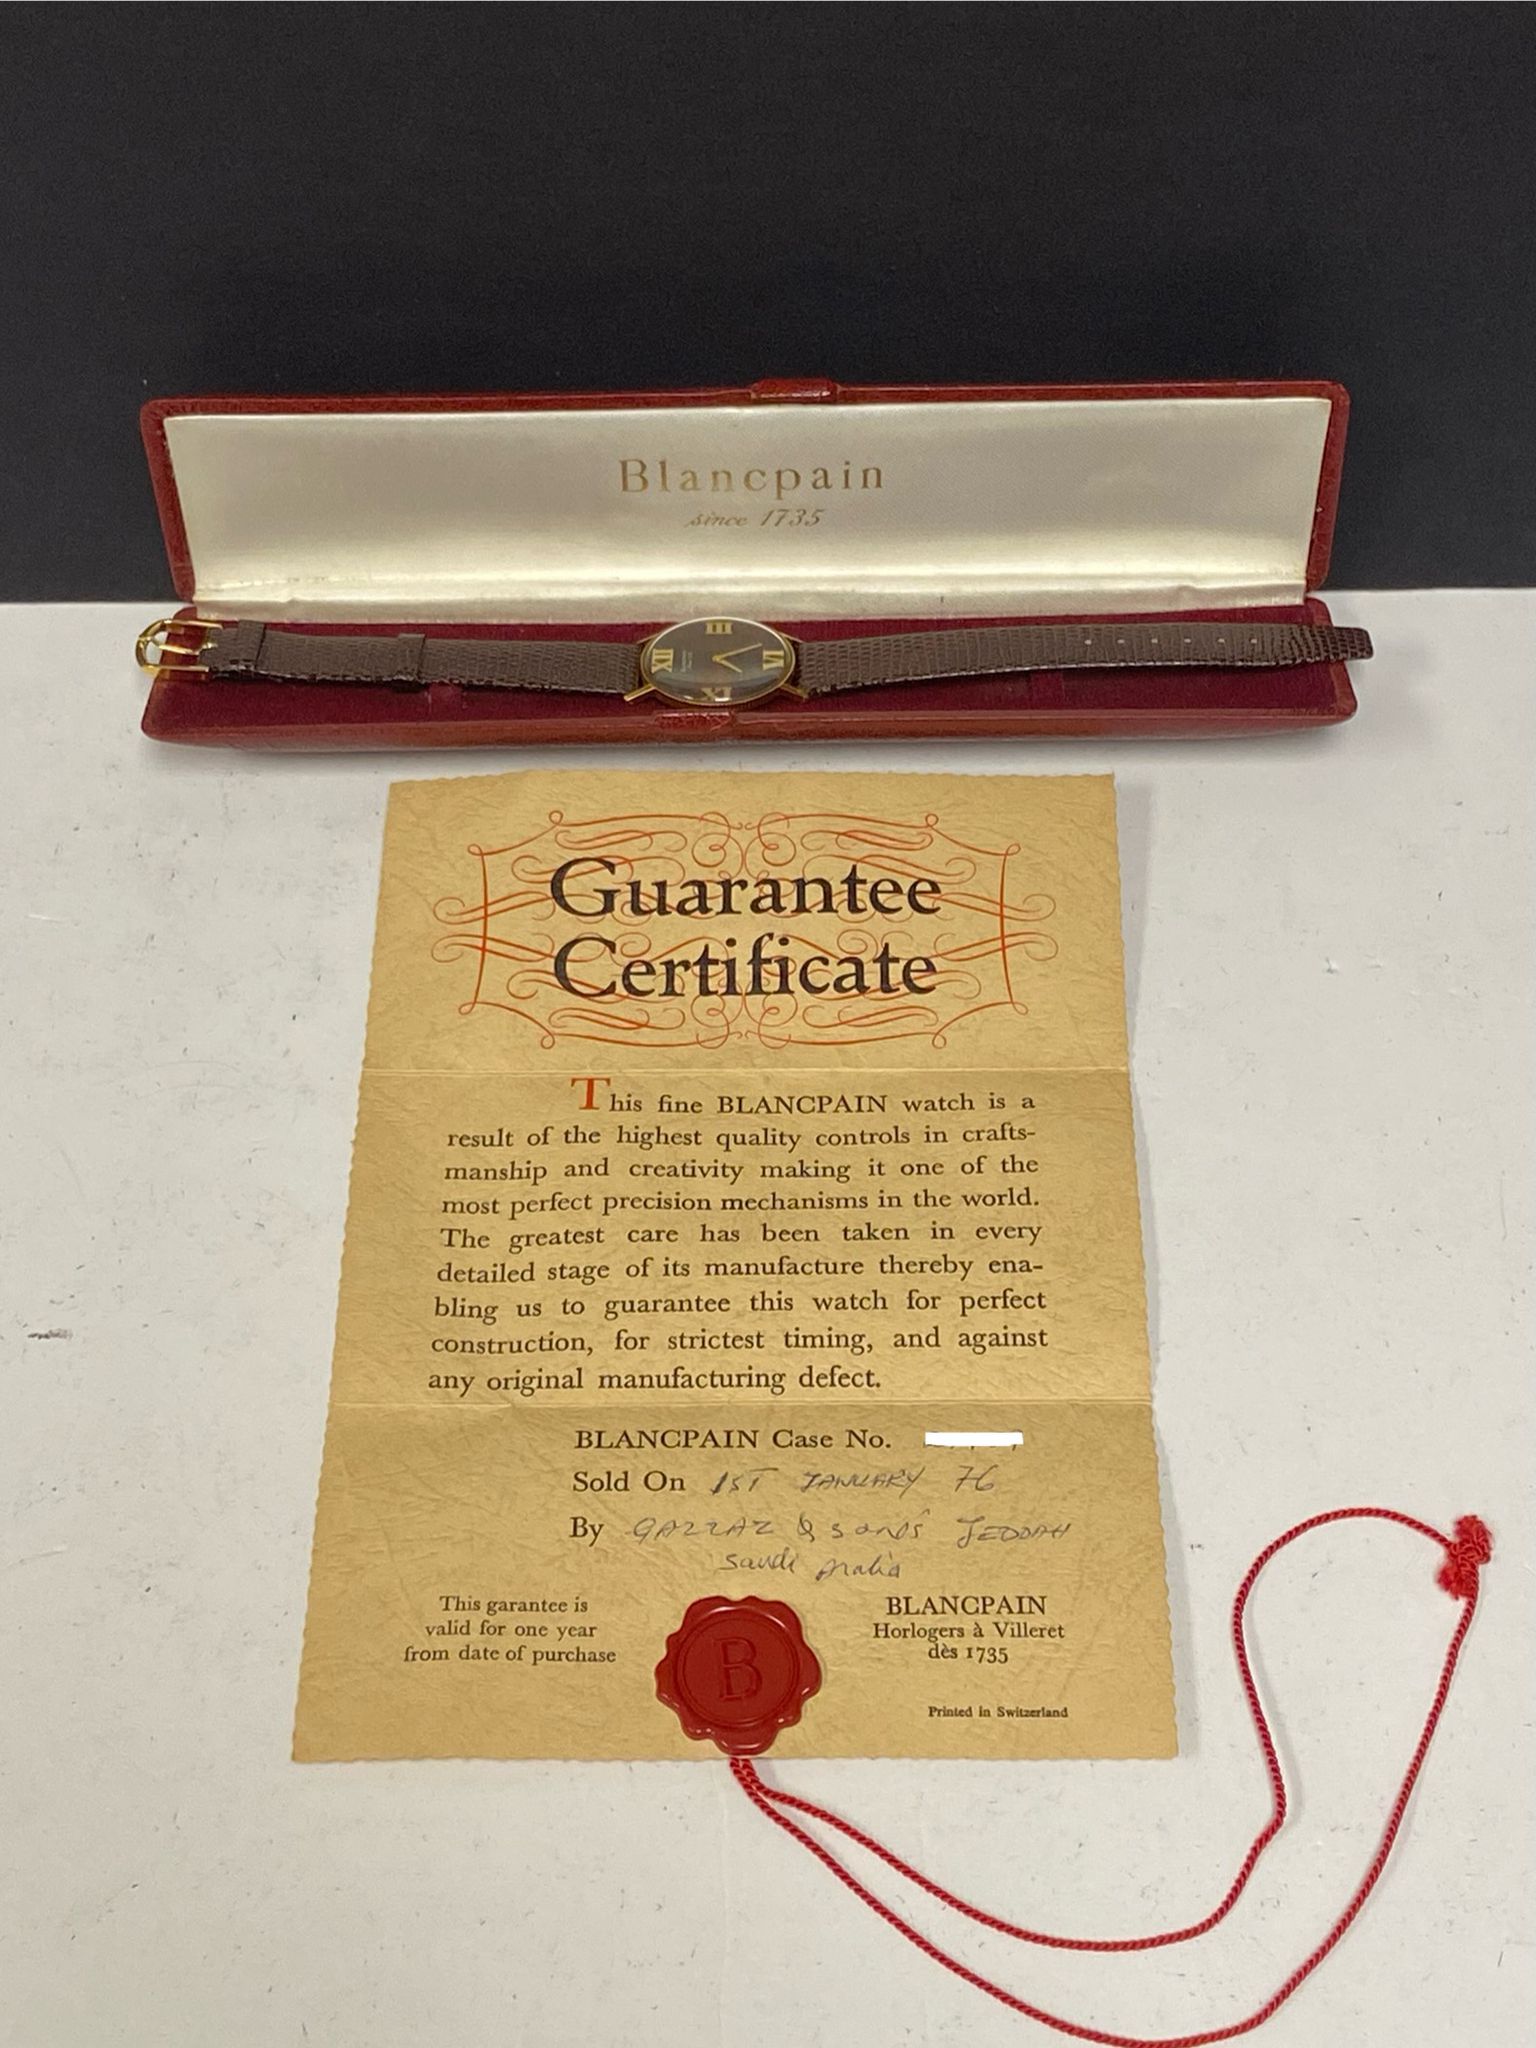 Blancpain
since 1735
III
XII
VI
IX
Guarantee
Certificate
This fine BLANCPAIN watch is a
result of the highest quality controls in crafts-
manship and creativity making it one of the
most perfect precision mechanisms in the world.
The greatest care has been taken in every
detailed stage of its manufacture thereby ena-
bling us to guarantee this watch for perfect
construction, for strictest timing, and against
any original manufacturing defect.
BLANCPAIN Case No.
Sold On 1ST JANUARY 76
By GAZZAZ & sons JEDDAH
Saudi Arabia
This garantee is
valid for one year
from date of purchase
B
BLANCPAIN
Horlogers à Villeret
dès 1735
Printed in Switzerland